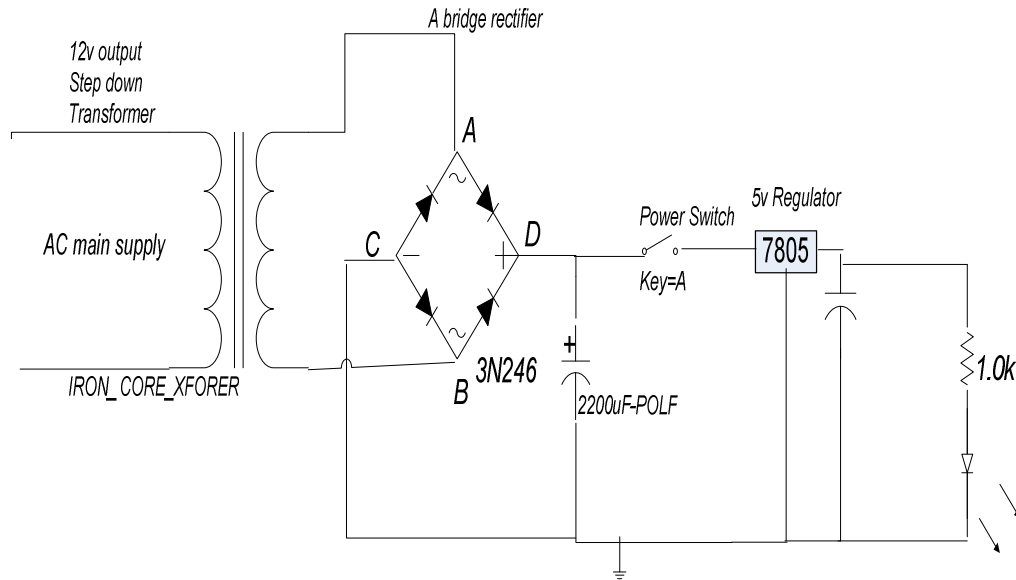 A bridge rectifier
12v output
Step down
Transformer
A
5v Regulator
Power Switch
AC main supply
C
D
7805
Key=A
+
3N246
1.0k
IRON_CORE_XFORER
B
2200uF-POLF